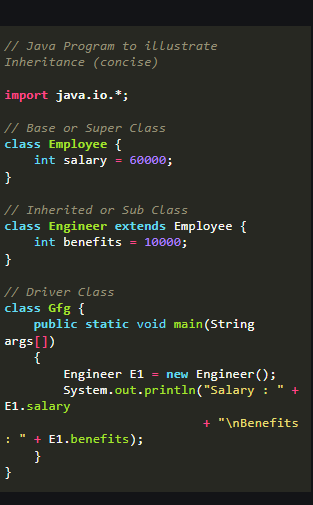 // Java Program to illustrate
Inheritance (concise)
import java.io.*;
// Base or Super Class
class Employee {
int salary = 60000;
}
// Inherited or Sub Class
class Engineer extends Employee {
int benefits = 10000;
}
// Driver Class
class Gfg {
public static void main(String
args[])
{
Engineer E1 = new Engineer();
System.out.println("Salary : " +
E1.salary
+ "\nBenefits
: " + E1.benefits);
}
}